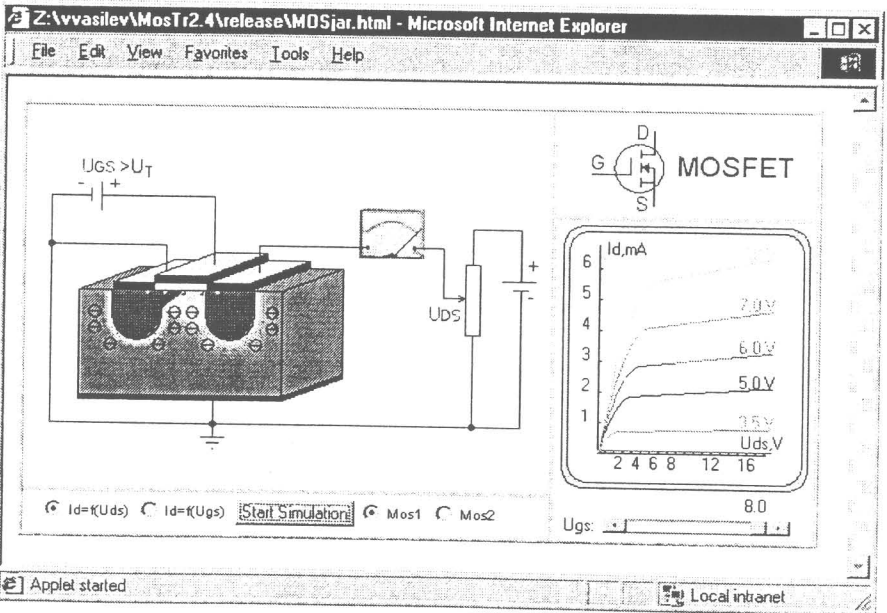 Z:\vvasilev\MosTr2.4\release\MOSjar.html - Microsoft Internet Explorer
File Edit View Favorites Tools Help
UGS >UT
- +
UDS
+
-
D
G
S
MOSFET
Id,mA
6
5
4
3
2
1
7.0 V
6.0 V
5.0 V
3.5 V
Uds,V
2 4 6 8 12 16
Id=f(Uds) Id=f(Ugs) Start Simulation Mos1 Mos2
8.0
Ugs:
Applet started
Local intranet